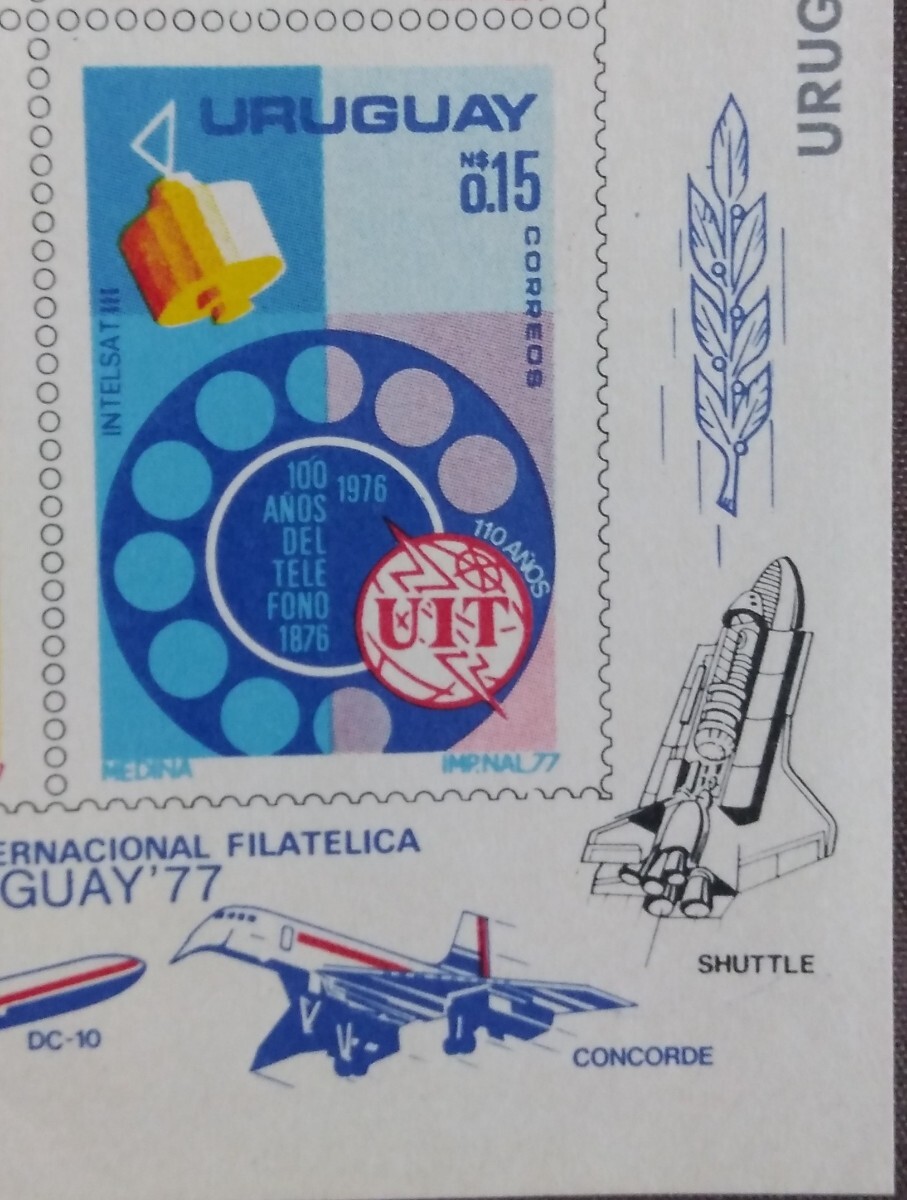 URUG
URUGUAY
N$
0.15
CORREOS
INTELSAT III
100
AÑOS
DEL
TELE
FONO
1876
1976
110 AÑOS
UIT
MEDINA
IMP.NAL.77
ERNACIONAL FILATELICA
GUAY'77
SHUTTLE
DC-10
CONCORDE